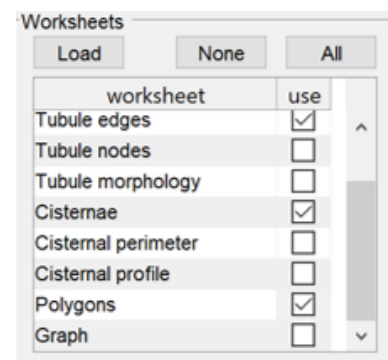 Worksheets
Load None All
worksheet use
Tubule edges
Tubule nodes
Tubule morphology
Cisternae
Cisternal perimeter
Cisternal profile
Polygons
Graph